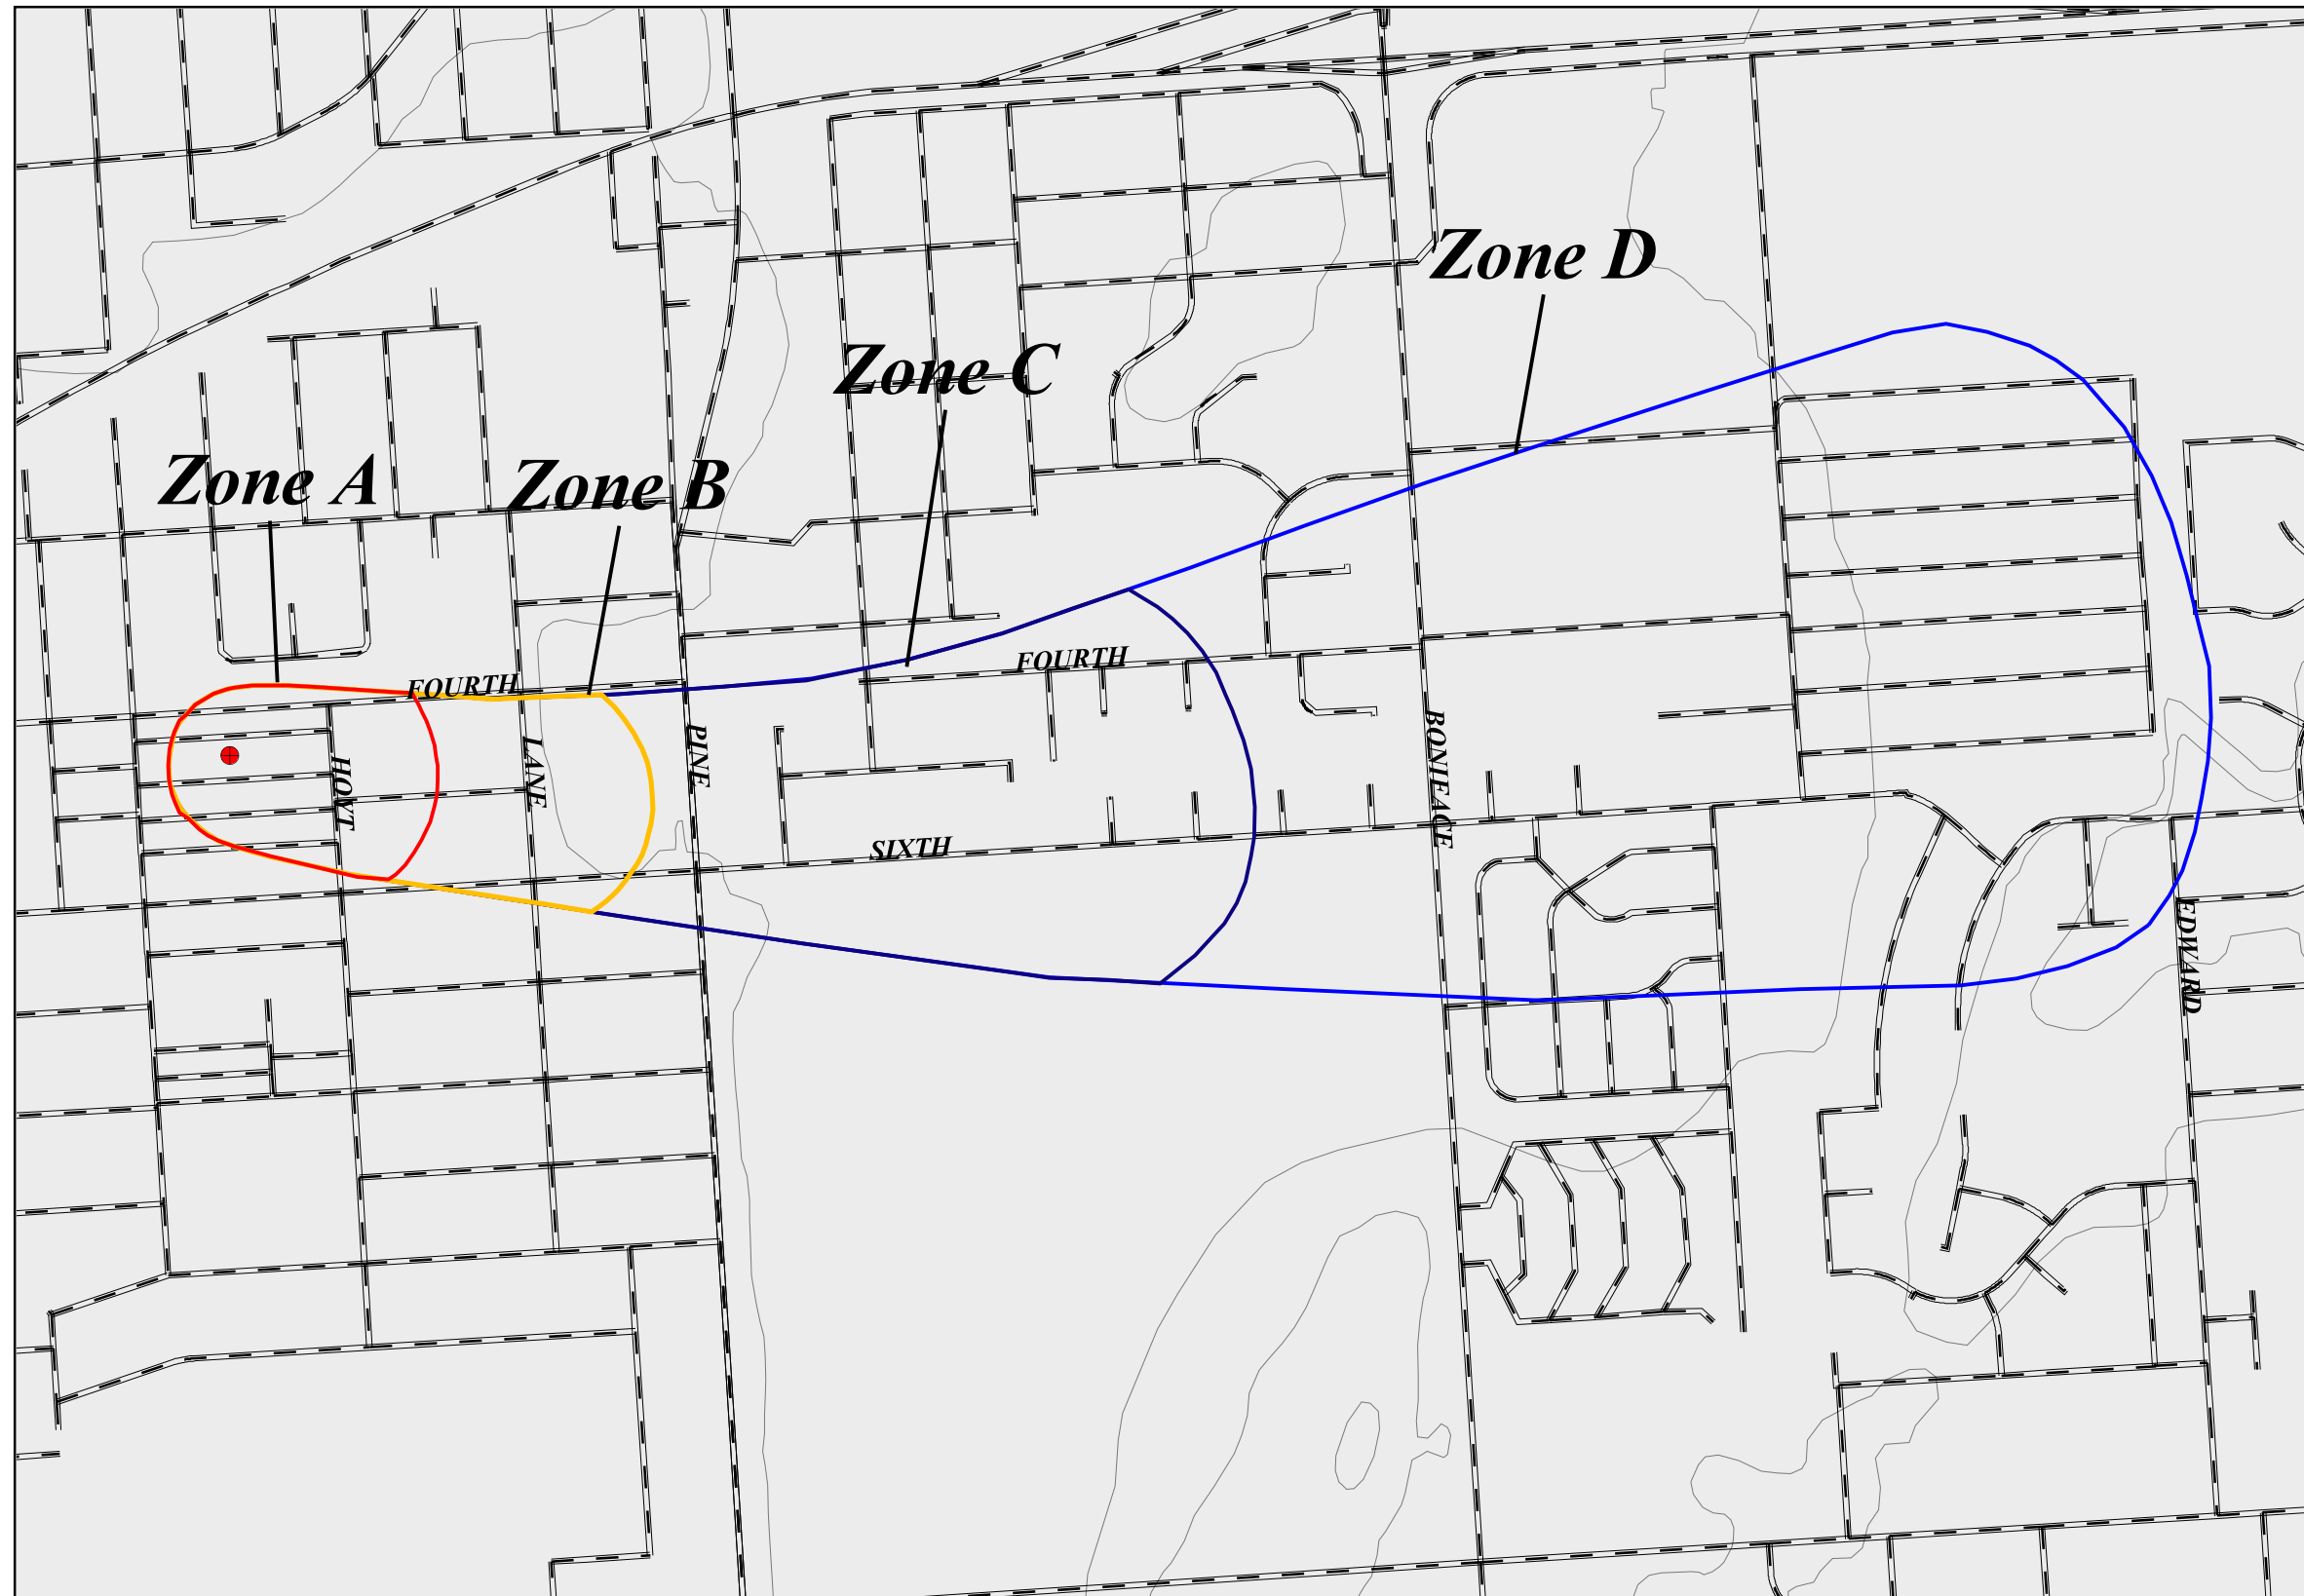 Zone D
Zone C
Zone A
Zone B
FOURTH
FOURTH
HOYT
LANE
PINE
BONIFACE
SIXTH
EDWARD